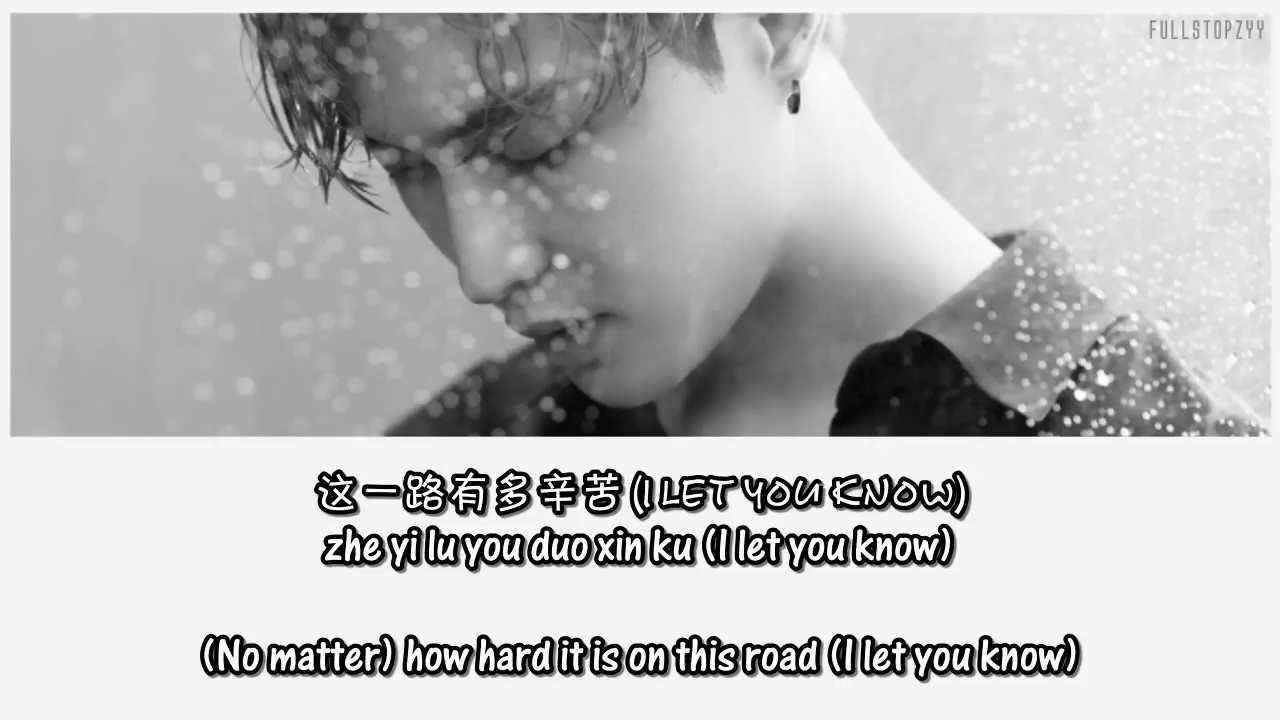 FULLSTOPZYY
这一路有多辛苦 (I LET YOU KNOW)
zhe yi lu you duo xin ku (I let you know)
(No matter) how hard it is on this road (I let you know)